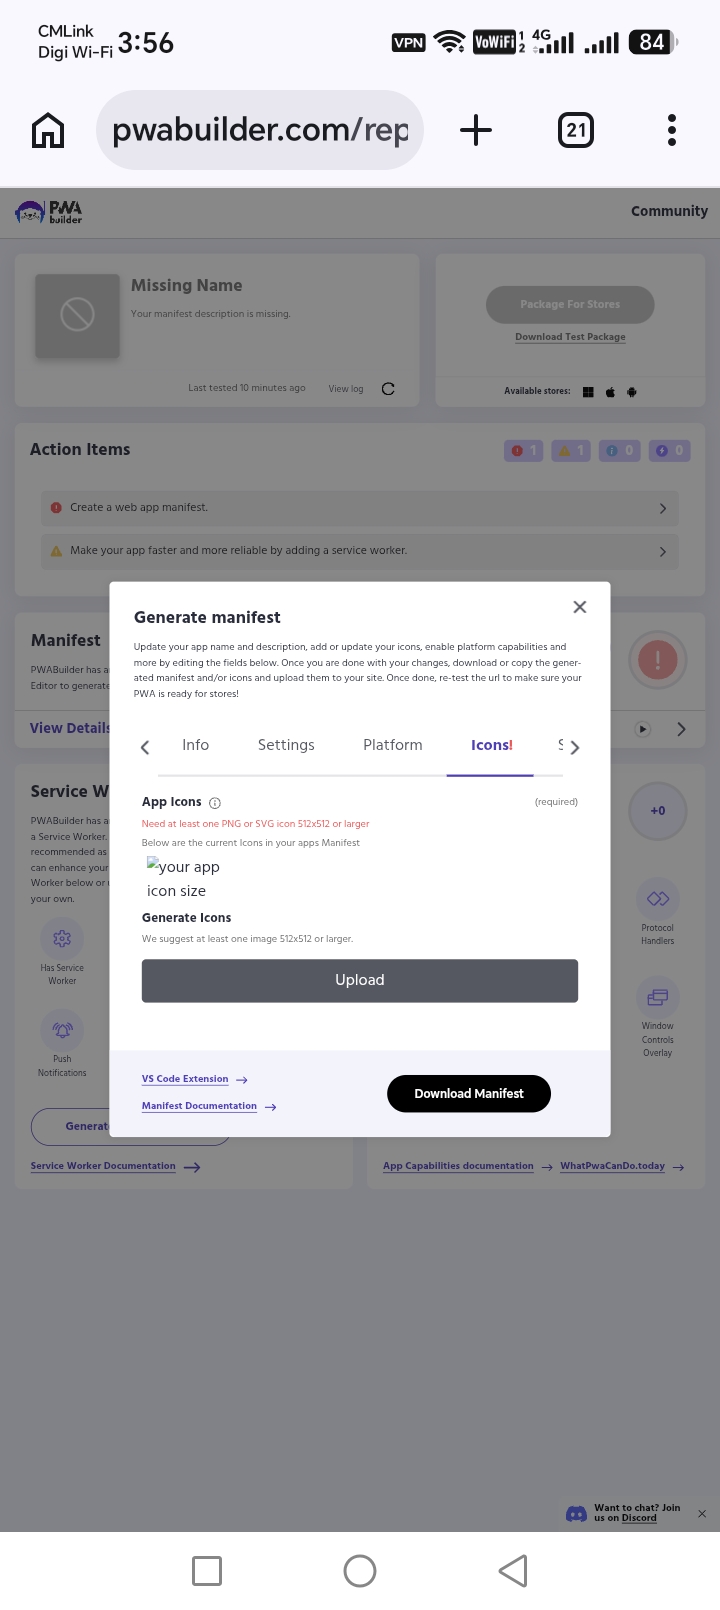 CMLink
Digi Wi-Fi
3:56
VPN
VoWiFi
1
2
4G
84
pwabuilder.com/rep
21
PWA
builder
Community
Missing Name
Your manifest description is missing.
Last tested 10 minutes ago
View log
Package For Stores
Download Test Package
Available stores:
Action Items
1
1
0
0
Create a web app manifest.
Make your app faster and more reliable by adding a service worker.
Generate manifest
Update your app name and description, add or update your icons, enable platform capabilities and
more by editing the fields below. Once you are done with your changes, download or copy the gener-
ated manifest and/or icons and upload them to your site. Once done, re-test the url to make sure your
PWA is ready for stores!
Info
Settings
Platform
Icons!
App Icons
(required)
Need at least one PNG or SVG icon 512x512 or larger
Below are the current Icons in your apps Manifest
your app
icon size
Generate Icons
We suggest at least one image 512x512 or larger.
Upload
VS Code Extension
Manifest Documentation
Download Manifest
Manifest
PWABuilder has a
Editor to generate
View Details
Service W
PWABuilder has a
a Service Worker.
recommended as
can enhance your
Worker below or u
your own.
Has Service
Worker
Push
Notifications
Generat
Service Worker Documentation
+0
Protocol
Handlers
Window
Controls
Overlay
App Capabilities documentation
WhatPwaCanDo.today
Want to chat? Join
us on Discord